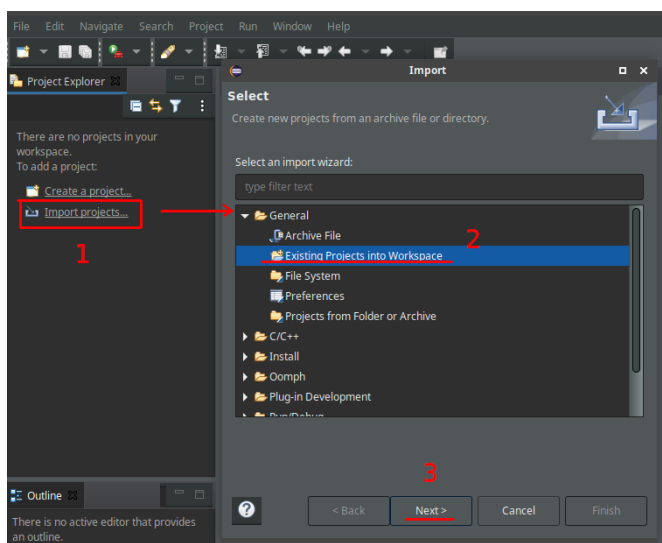 File Edit Navigate Search Project Run Window Help
Project Explorer
There are no projects in your
workspace.
To add a project:
Create a project...
Import projects...
1
Import
Select
Create new projects from an archive file or directory.
Select an import wizard:
type filter text
General
Archive File
2
Existing Projects into Workspace
File System
Preferences
Projects from Folder or Archive
C/C++
Install
Oomph
Plug-in Development
Run/Debug
3
? < Back Next > Cancel Finish
Outline
There is no active editor that provides
an outline.